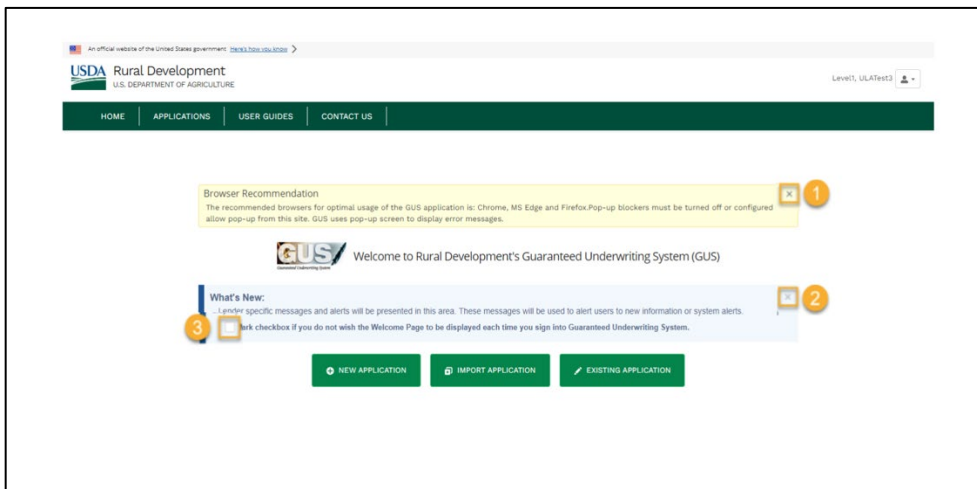 An official website of the United States government Here's how you know
USDA Rural Development
U.S. DEPARTMENT OF AGRICULTURE
Level1, ULATest3
HOME APPLICATIONS USER GUIDES CONTACT US
Browser Recommendation
1
The recommended browsers for optimal usage of the GUS application is: Chrome, MS Edge and Firefox.Pop-up blockers must be turned off or configured
allow pop-up from this site. GUS uses pop-up screen to display error messages.
GUS
Guaranteed Underwriting System
Welcome to Rural Development's Guaranteed Underwriting System (GUS)
What's New:
2
...Lender specific messages and alerts will be presented in this area. These messages will be used to alert users to new information or system alerts.
3
Mark checkbox if you do not wish the Welcome Page to be displayed each time you sign into Guaranteed Underwriting System.
NEW APPLICATION IMPORT APPLICATION EXISTING APPLICATION